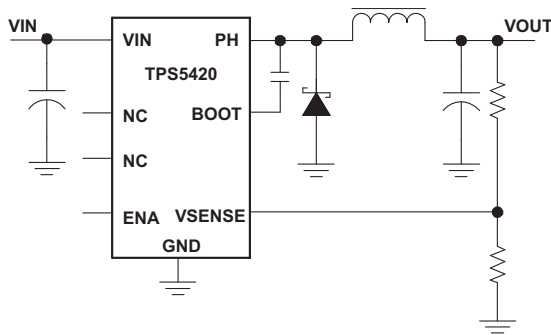 VIN
VOUT
VIN
PH
TPS5420
NC
BOOT
NC
ENA
VSENSE
GND